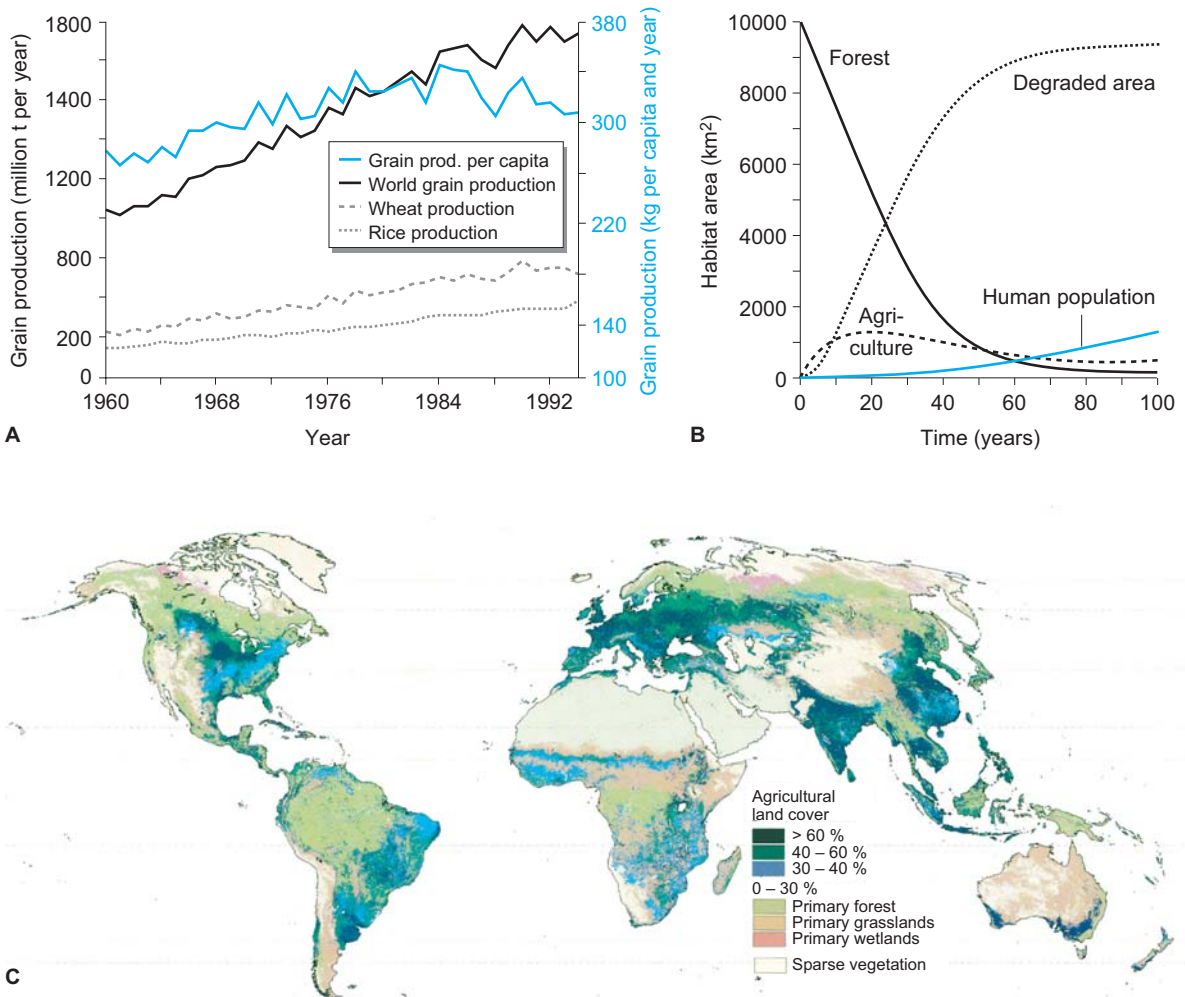 Grain production (million t per year)
1800
1400
1200
800
200
0
1960
1968
1976
1984
1992
Year
380
300
220
140
100
Grain production (kg per capita and year)
Grain prod. per capita
World grain production
Wheat production
Rice production
A
Habitat area (km²)
10000
8000
6000
4000
2000
0
Forest
Degraded area
Human population
Agri-
culture
0
20
40
60
80
100
Time (years)
B
Agricultural
land cover
> 60 %
40 – 60 %
30 – 40 %
0 – 30 %
Primary forest
Primary grasslands
Primary wetlands
Sparse vegetation
C